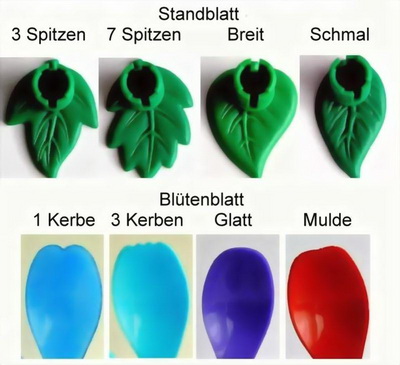 Standblatt
3 Spitzen 7 Spitzen Breit Schmal
Blütenblatt
1 Kerbe 3 Kerben Glatt Mulde